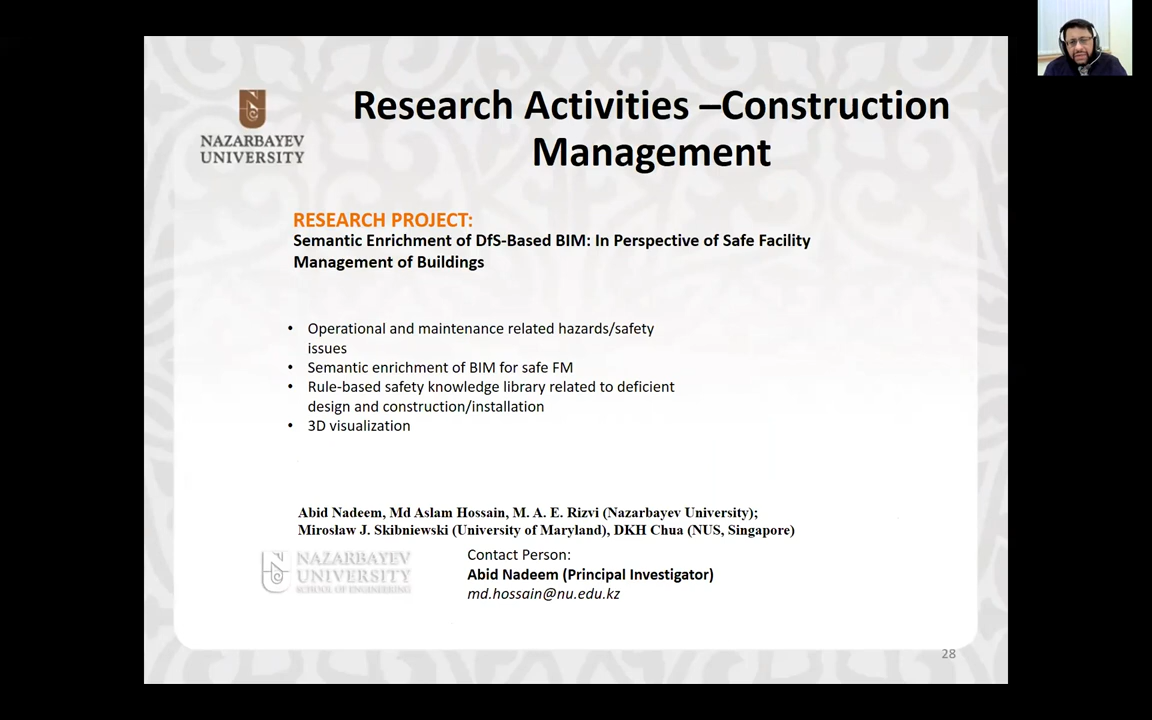 NAZARBAYEV
UNIVERSITY
Research Activities –Construction
Management
RESEARCH PROJECT:
Semantic Enrichment of DfS-Based BIM: In Perspective of Safe Facility
Management of Buildings
• Operational and maintenance related hazards/safety
issues
• Semantic enrichment of BIM for safe FM
• Rule-based safety knowledge library related to deficient
design and construction/installation
• 3D visualization
Abid Nadeem, Md Aslam Hossain, M. A. E. Rizvi (Nazarbayev University);
Mirosław J. Skibniewski (University of Maryland), DKH Chua (NUS, Singapore)
NAZARBAYEV
UNIVERSITY
SCHOOL OF ENGINEERING
Contact Person:
Abid Nadeem (Principal Investigator)
md.hossain@nu.edu.kz
28